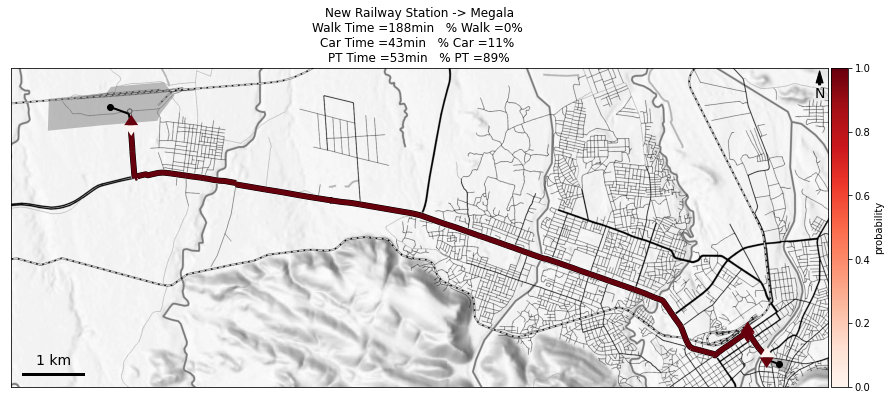 New Railway Station -> Megala
Walk Time =188min   % Walk =0%
Car Time =43min   % Car =11%
PT Time =53min   % PT =89%
N
1 km
1.0
0.8
0.6
0.4
0.2
0.0
probability